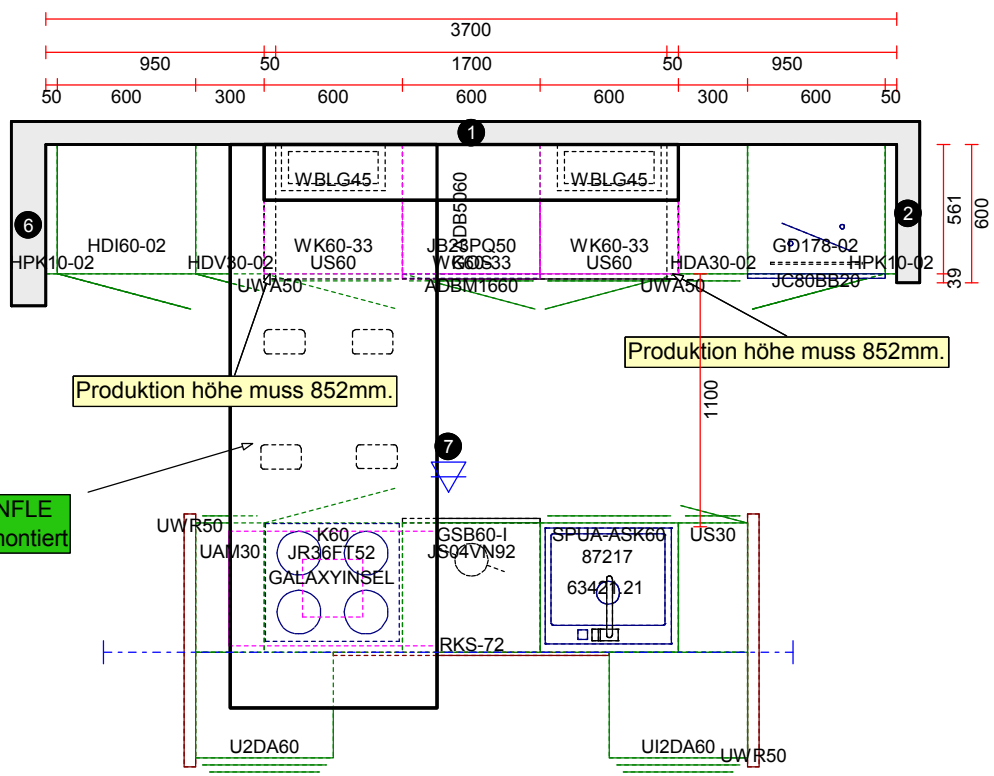 3700
950 50 1700 50 950
50 600 300 600 600 600 300 600 50
1
6
2
561
600
39
WBLG45
WBLG45
HDI60-02
WK60-33
JB23PQ50
WK60-33
GD178-02
HPK10-02
HDV30-02
US60
US60
HDA30-02
HPK10-02
UWA50
ADBM1660
UWA50
JC80BB20
Produktion höhe muss 852mm.
Produktion höhe muss 852mm.
1100
7
NFLE
montiert
UWR50
K60
GSB60-I
SPUA-ASK60
US30
UAM30
JR36FT52
JS04VN92
87217
GALAXYINSEL
63421.21
RKS-72
U2DA60
UI2DA60
UWR50